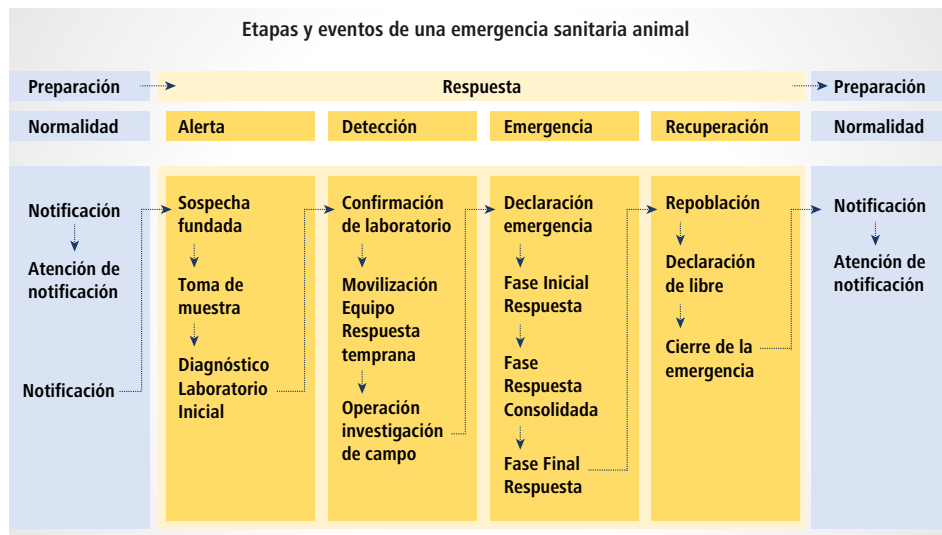 Etapas y eventos de una emergencia sanitaria animal
Preparación
Respuesta
Preparación
Normalidad
Alerta
Detección
Emergencia
Recuperación
Normalidad
Notificación
Atención de
notificación
Notificación
Sospecha
fundada
Toma de
muestra
Diagnóstico
Laboratorio
Inicial
Confirmación
de laboratorio
Movilización
Equipo
Respuesta
temprana
Operación
investigación
de campo
Declaración
emergencia
Fase Inicial
Respuesta
Fase
Respuesta
Consolidada
Fase Final
Respuesta
Repoblación
Declaración
de libre
Cierre de la
emergencia
Notificación
Atención de
notificación